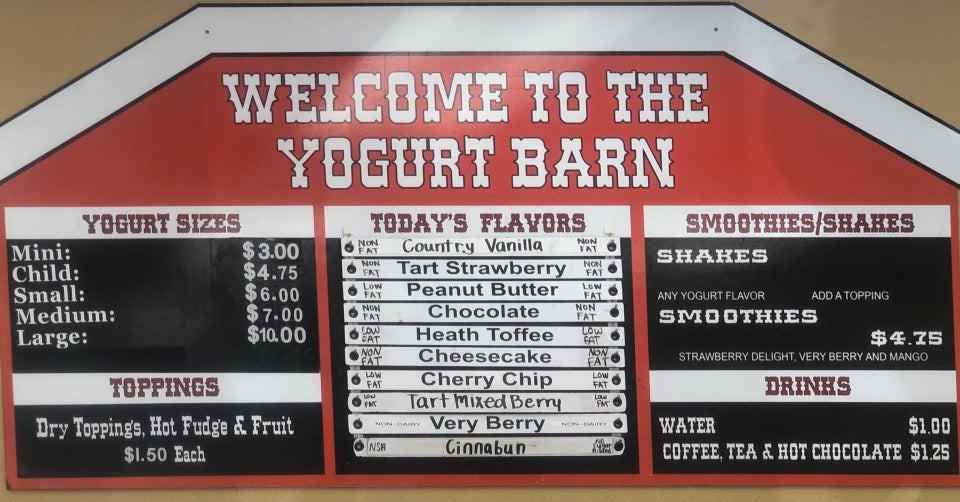 WELCOME TO THE
YOGURT BARN
YOGURT SIZES
Mini: $3.00
Child: $4.75
Small: $6.00
Medium: $7.00
Large: $10.00
TOPPINGS
Dry Toppings, Hot Fudge & Fruit
$1.50 Each
TODAY'S FLAVORS
NON FAT Country Vanilla NON FAT
NON FAT Tart Strawberry NON FAT
LOW FAT Peanut Butter LOW FAT
NON FAT Chocolate NON FAT
LOW FAT Heath Toffee LOW FAT
NON FAT Cheesecake NON FAT
LOW FAT Cherry Chip LOW FAT
LOW FAT Tart Mixed Berry LOW FAT
NON-DAIRY Very Berry NON-DAIRY
NSA Cinnabun No Sugar Added
SMOOTHIES/SHAKES
SHAKES
ANY YOGURT FLAVOR ADD A TOPPING
SMOOTHIES
$4.75
STRAWBERRY DELIGHT, VERY BERRY AND MANGO
DRINKS
WATER $1.00
COFFEE, TEA & HOT CHOCOLATE $1.25